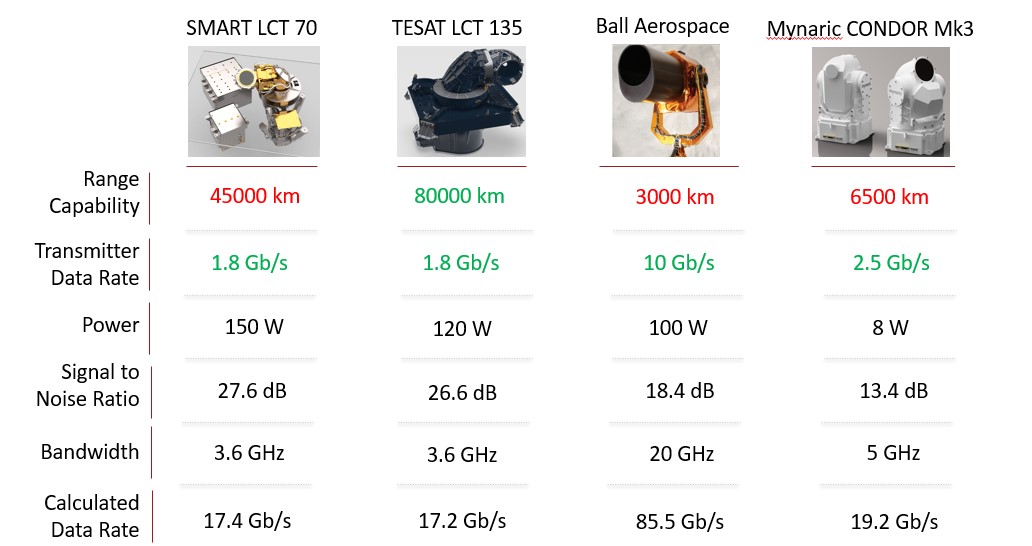 SMART LCT 70
TESAT LCT 135
Ball Aerospace
Mynaric CONDOR Mk3
Range
Capability
45000 km
80000 km
3000 km
6500 km
Transmitter
Data Rate
1.8 Gb/s
1.8 Gb/s
10 Gb/s
2.5 Gb/s
Power
150 W
120 W
100 W
8 W
Signal to
Noise Ratio
27.6 dB
26.6 dB
18.4 dB
13.4 dB
Bandwidth
3.6 GHz
3.6 GHz
20 GHz
5 GHz
Calculated
Data Rate
17.4 Gb/s
17.2 Gb/s
85.5 Gb/s
19.2 Gb/s